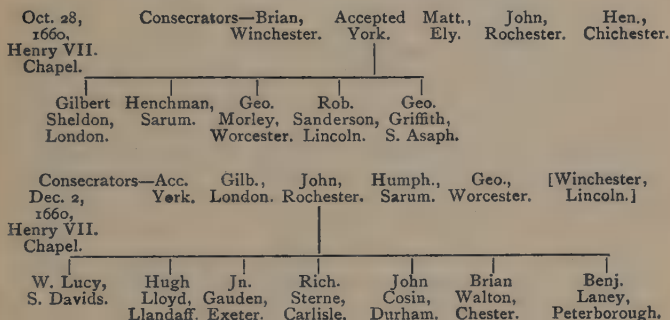 Oct. 28, Consecrators—Brian, Accepted Matt., John, Hen.,
1660, Winchester. York. Ely. Rochester. Chichester.
Henry VII.
Chapel.
Gilbert Henchman, Geo. Rob. Geo.
Sheldon, Sarum. Morley, Sanderson, Griffith,
London. Worcester. Lincoln. S. Asaph.
Consecrators—Acc. Gilb., John, Humph., Geo., [Winchester,
Dec. 2, York. London. Rochester. Sarum. Worcester. Lincoln.]
1660,
Henry VII.
Chapel.
W. Lucy, Hugh Jn. Rich. John Brian Benj.
S. Davids. Lloyd, Gauden, Sterne, Cosin, Walton, Laney,
Llandaff. Exeter. Carlisle. Durham. Chester. Peterborough.